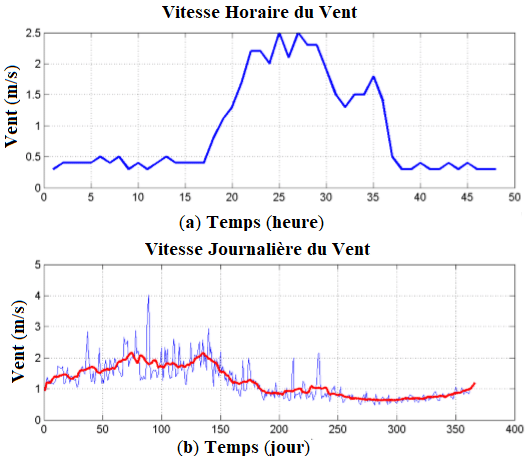 Vitesse Horaire du Vent
2.5
2
1.5
1
0.5
0
Vent (m/s)
0 5 10 15 20 25 30 35 40 45 50
(a) Temps (heure)
Vitesse Journalière du Vent
5
4
3
2
1
0
Vent (m/s)
0 50 100 150 200 250 300 350 400
(b) Temps (jour)